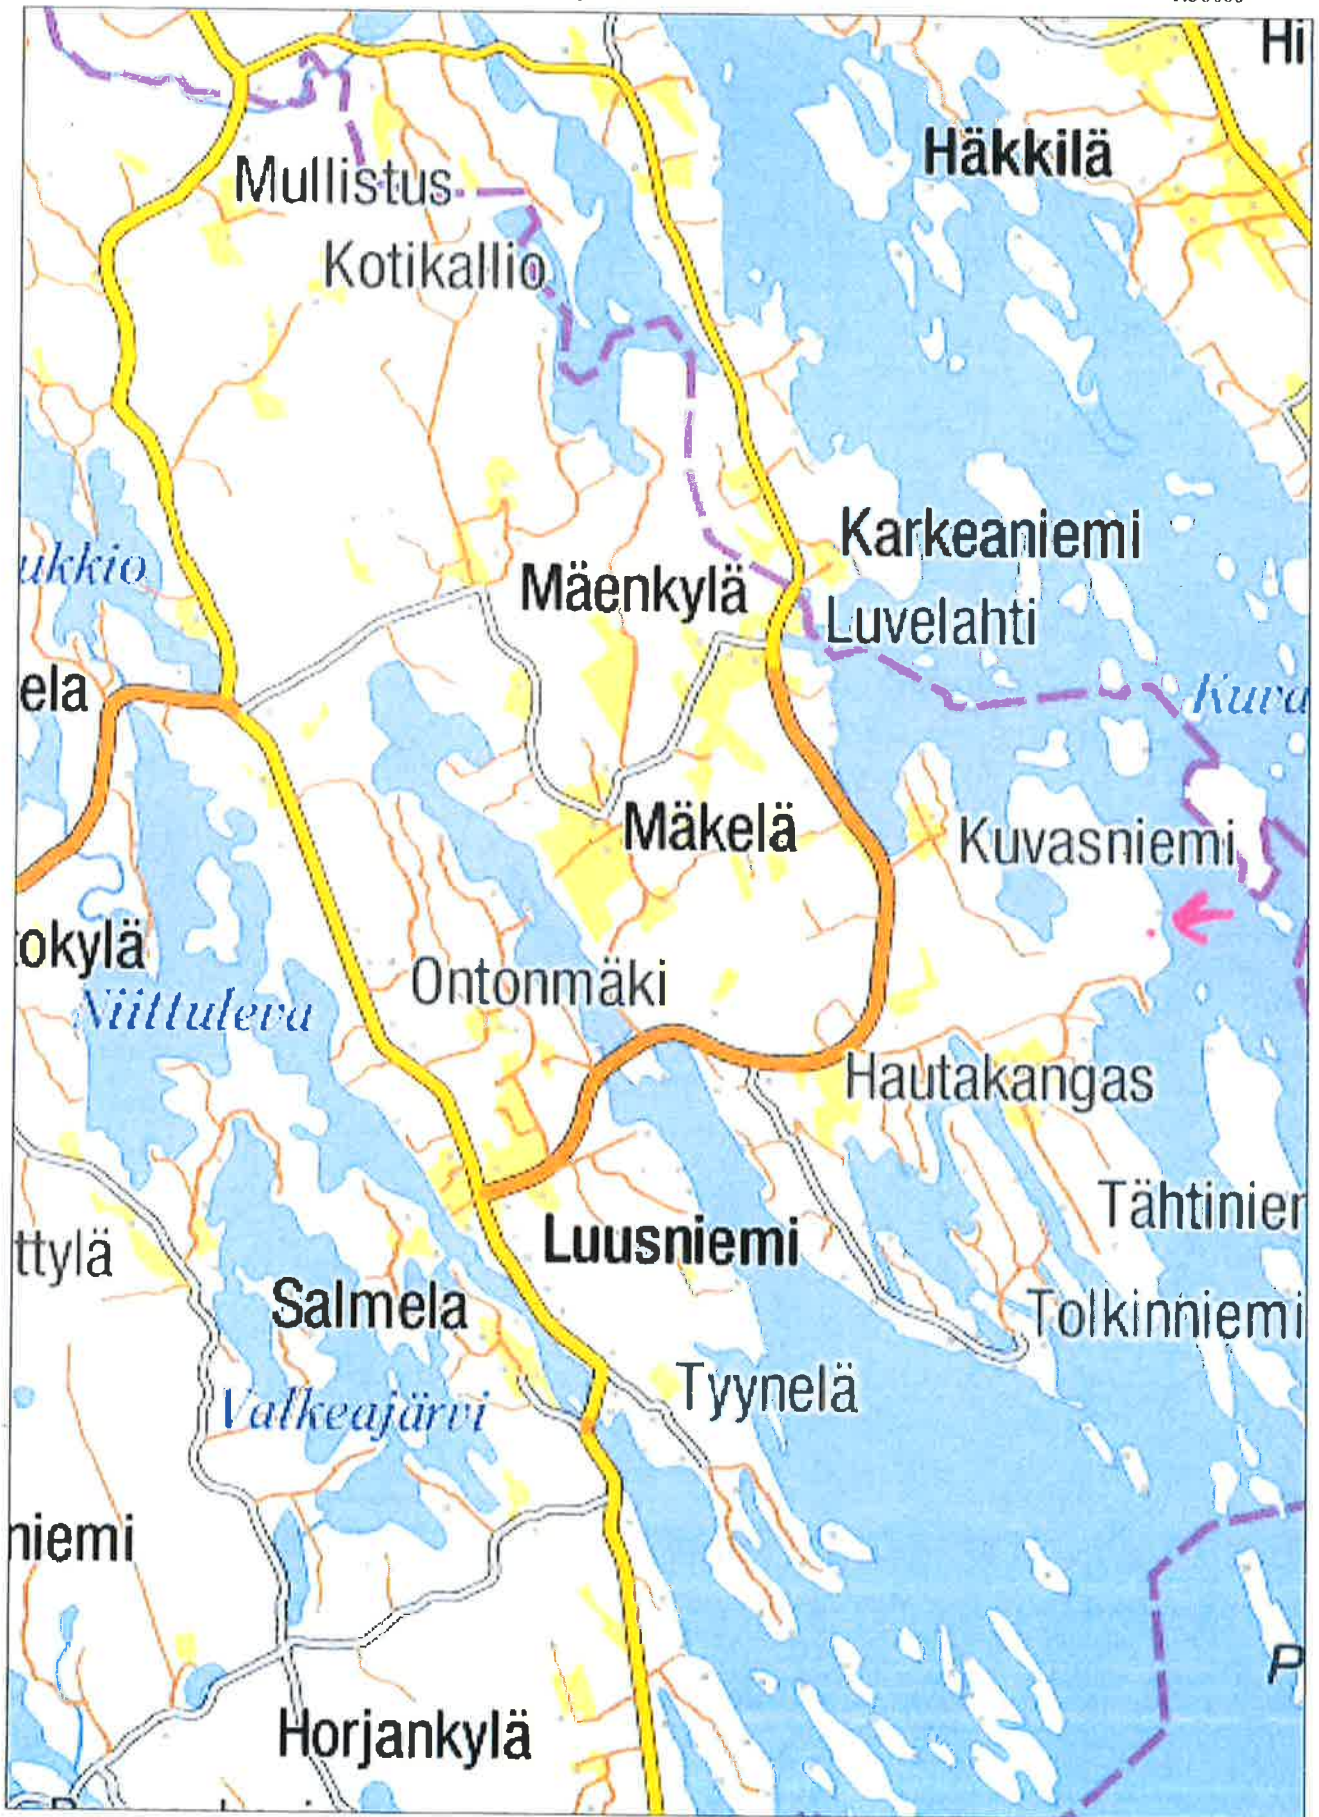 Hi
Häkkilä
Mullistus
Kotikallio
Karkeaniemi
ukkio
Mäenkylä
Luvelahti
ela
Kuva
Mäkelä
Kuvasniemi
okylä
Ontonmäki
Niittuleva
Hautakangas
Tähtinier
ttylä
Luusniemi
Salmela
Tolkinniemi
Tyynelä
Valkeajärvi
niemi
P
Horjankylä